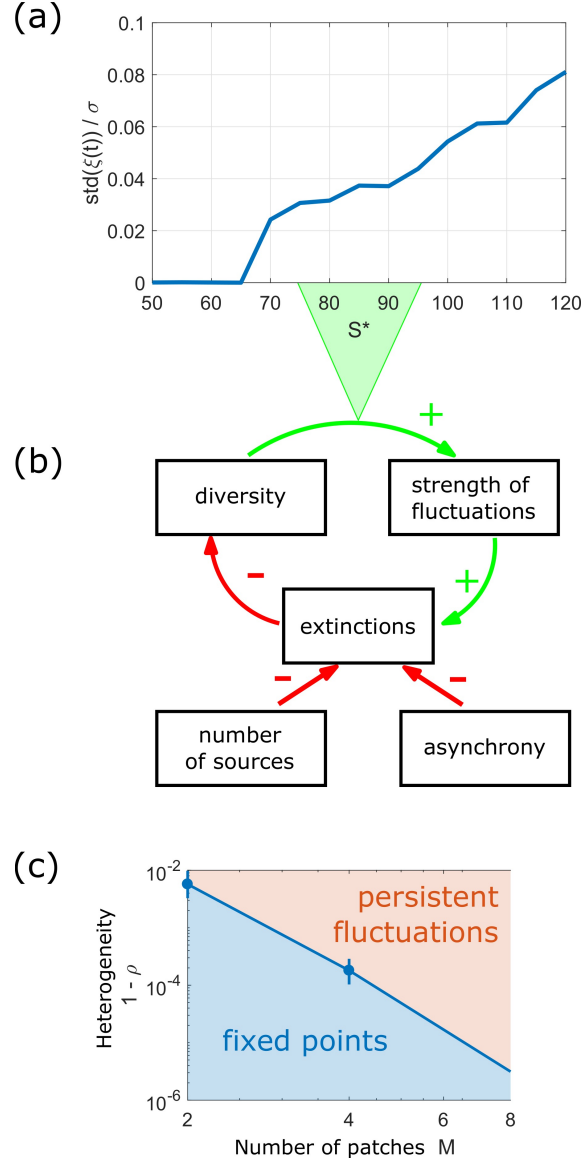 (a)
0.1
0.08
0.06
0.04
0.02
0
std(ξ(t)) / σ
50 60 70 80 90 100 110 120
S*
(b)
+
diversity
strength of
fluctuations
-
+
extinctions
-
-
number
of sources
asynchrony
(c)
10-2
10-4
10-6
Heterogeneity
1 - ρ
persistent
fluctuations
fixed points
2 4 6 8
Number of patches M